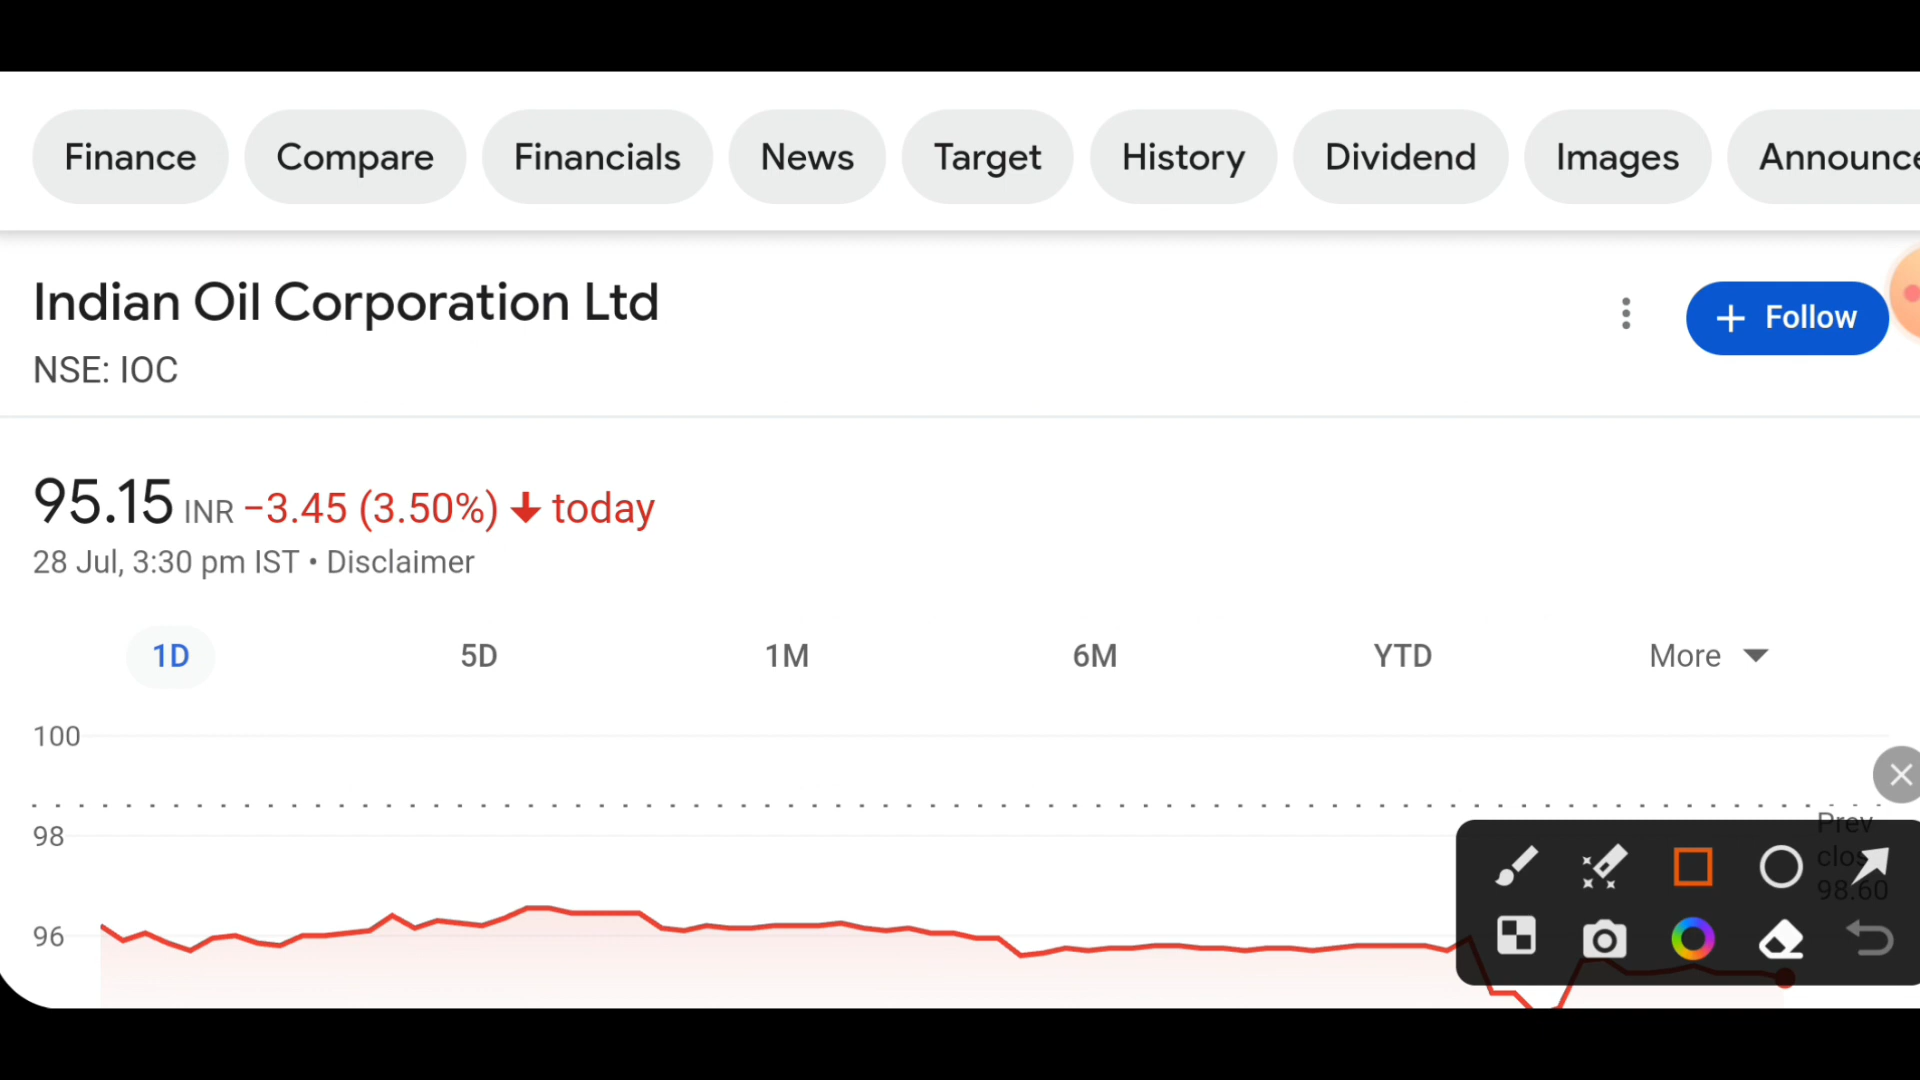 Finance Compare Financials News Target History Dividend Images Announce
Indian Oil Corporation Ltd
+ Follow
NSE: IOC
95.15 INR −3.45 (3.50%) ↓ today
28 Jul, 3:30 pm IST • Disclaimer
1D 5D 1M 6M YTD More
100
98
Prev
clos
98.60
96